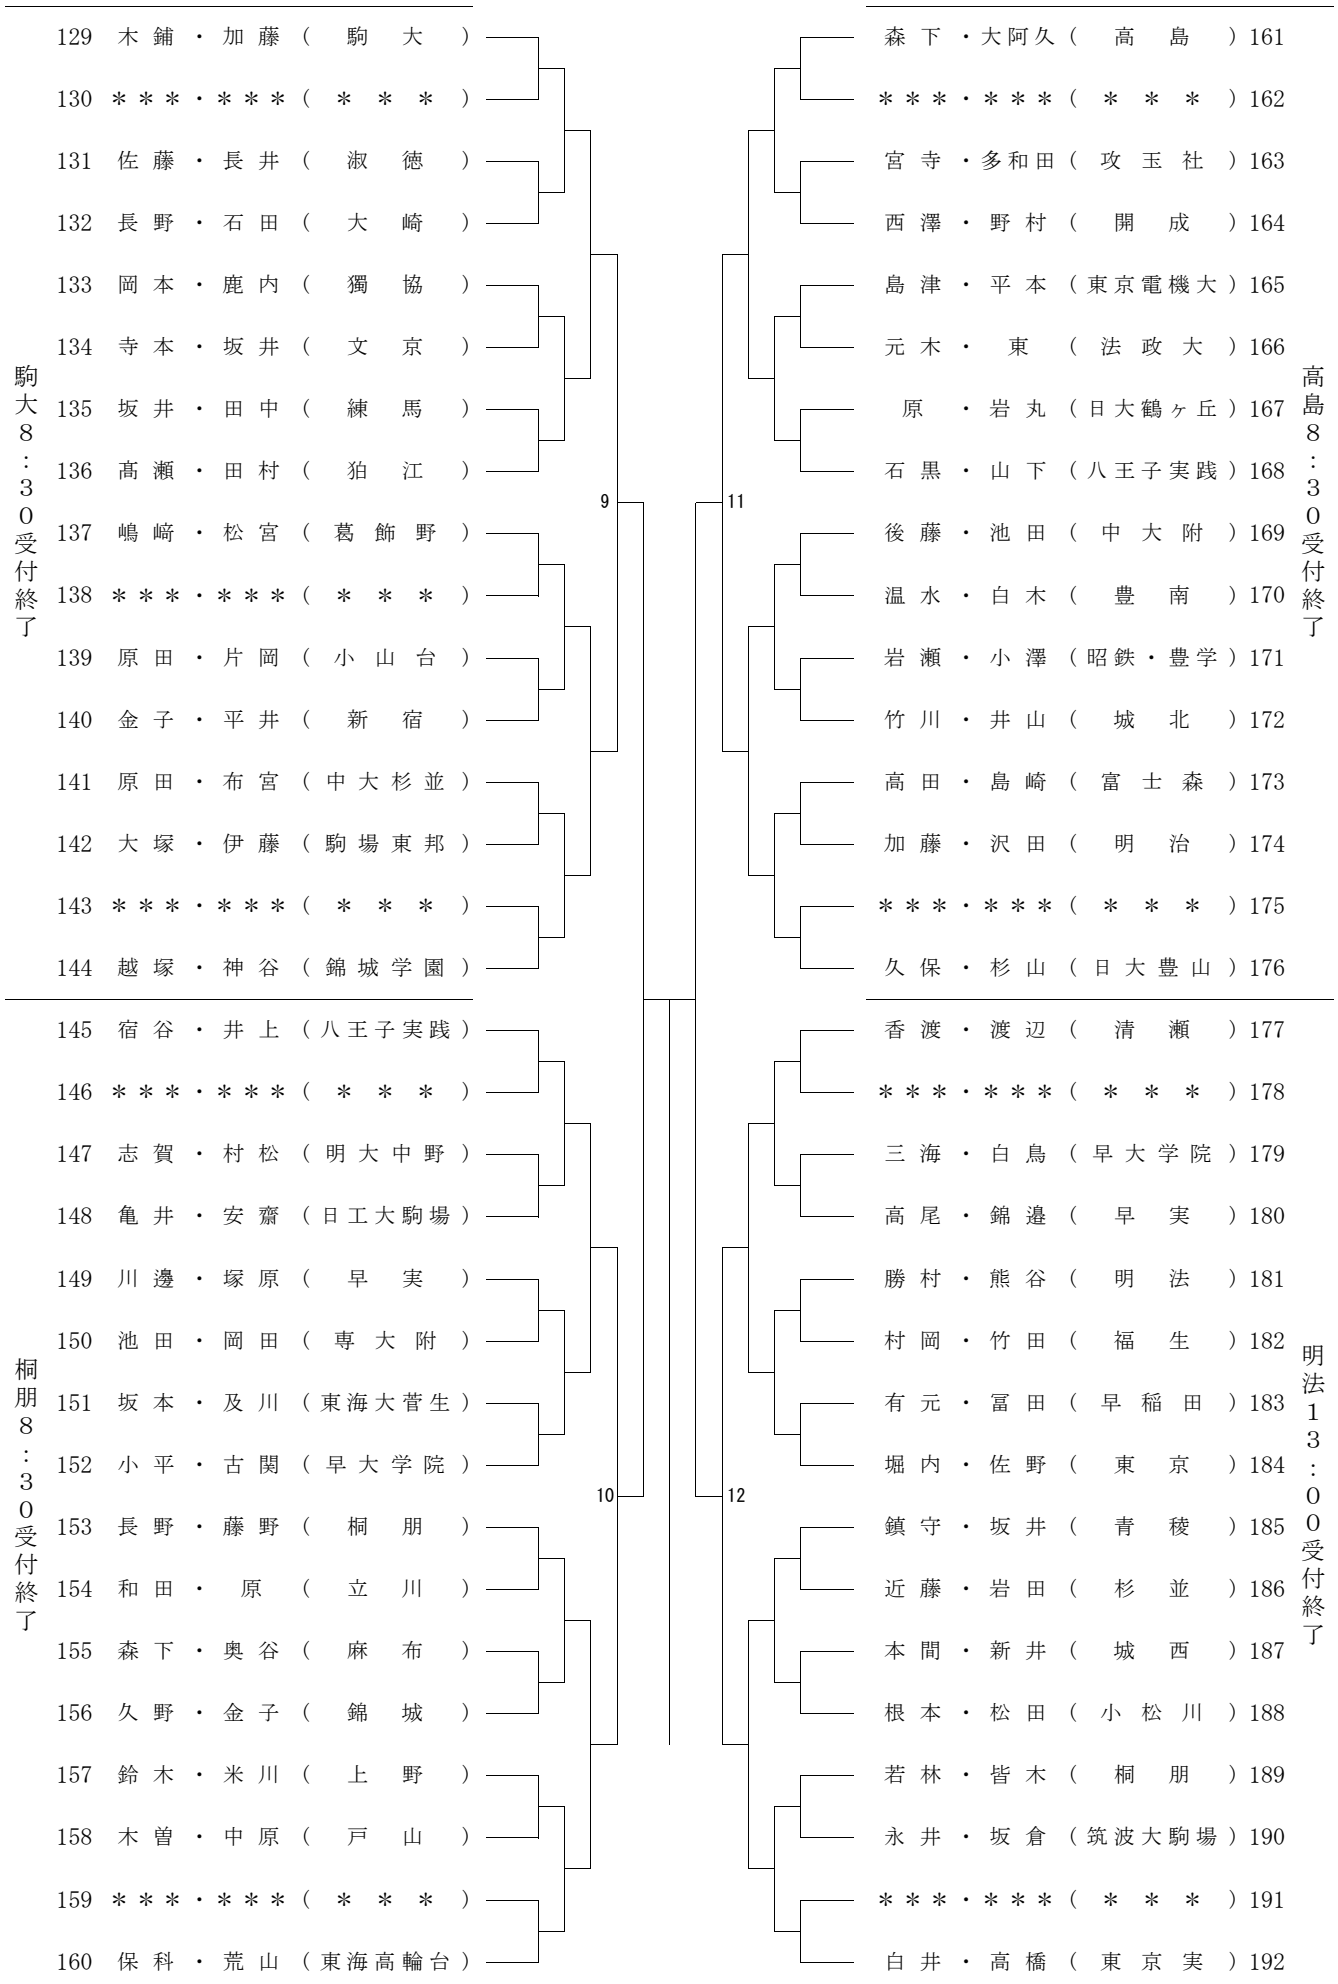 129 木鋪・加藤(駒大)
130 ***・***(***)
131 佐藤・長井(淑徳)
132 長野・石田(大崎)
133 岡本・鹿内(獨協)
134 寺本・坂井(文京)
135 坂井・田中(練馬)
136 髙瀬・田村(狛江)
137 嶋﨑・松宮(葛飾野)
138 ***・***(***)
139 原田・片岡(小山台)
140 金子・平井(新宿)
141 原田・布宮(中大杉並)
142 大塚・伊藤(駒場東邦)
143 ***・***(***)
144 越塚・神谷(錦城学園)
駒大8:30受付終了
9
145 宿谷・井上(八王子実践)
146 ***・***(***)
147 志賀・村松(明大中野)
148 亀井・安齋(日工大駒場)
149 川邊・塚原(早実)
150 池田・岡田(専大附)
151 坂本・及川(東海大菅生)
152 小平・古関(早大学院)
153 長野・藤野(桐朋)
154 和田・原(立川)
155 森下・奥谷(麻布)
156 久野・金子(錦城)
157 鈴木・米川(上野)
158 木曽・中原(戸山)
159 ***・***(***)
160 保科・荒山(東海高輪台)
桐朋8:30受付終了
10
森下・大阿久(高島)161
***・***(***)162
宮寺・多和田(攻玉社)163
西澤・野村(開成)164
島津・平本(東京電機大)165
元木・東(法政大)166
原・岩丸(日大鶴ヶ丘)167
石黒・山下(八王子実践)168
後藤・池田(中大附)169
温水・白木(豊南)170
岩瀬・小澤(昭鉄・豊学)171
竹川・井山(城北)172
高田・島崎(富士森)173
加藤・沢田(明治)174
***・***(***)175
久保・杉山(日大豊山)176
高島8:30受付終了
11
香渡・渡辺(清瀬)177
***・***(***)178
三海・白鳥(早大学院)179
高尾・錦邉(早実)180
勝村・熊谷(明法)181
村岡・竹田(福生)182
有元・冨田(早稲田)183
堀内・佐野(東京)184
鎮守・坂井(青稜)185
近藤・岩田(杉並)186
本間・新井(城西)187
根本・松田(小松川)188
若林・皆木(桐朋)189
永井・坂倉(筑波大駒場)190
***・***(***)191
白井・高橋(東京実)192
明法13:00受付終了
12